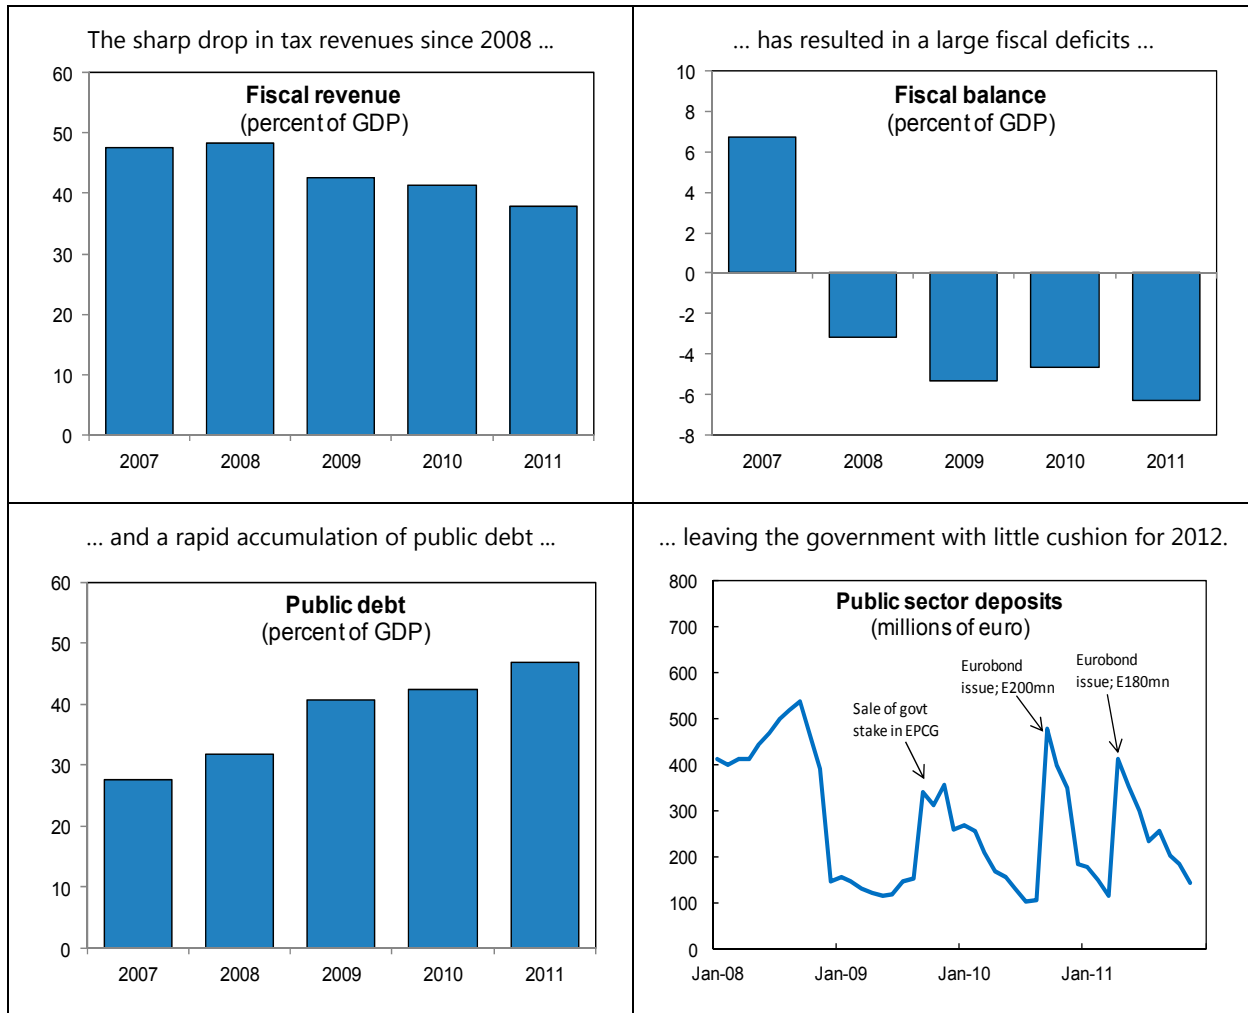 The sharp drop in tax revenues since 2008 ...
Fiscal revenue
(percent of GDP)
60
50
40
30
20
10
0
2007 2008 2009 2010 2011
... has resulted in a large fiscal deficits ...
Fiscal balance
(percent of GDP)
10
8
6
4
2
0
-2
-4
-6
-8
2007 2008 2009 2010 2011
... and a rapid accumulation of public debt ...
Public debt
(percent of GDP)
60
50
40
30
20
10
0
2007 2008 2009 2010 2011
... leaving the government with little cushion for 2012.
Public sector deposits
(millions of euro)
800
700
600
500
400
300
200
100
0
Sale of govt
stake in EPCG
Eurobond
issue; E200mn
Eurobond
issue; E180mn
Jan-08 Jan-09 Jan-10 Jan-11